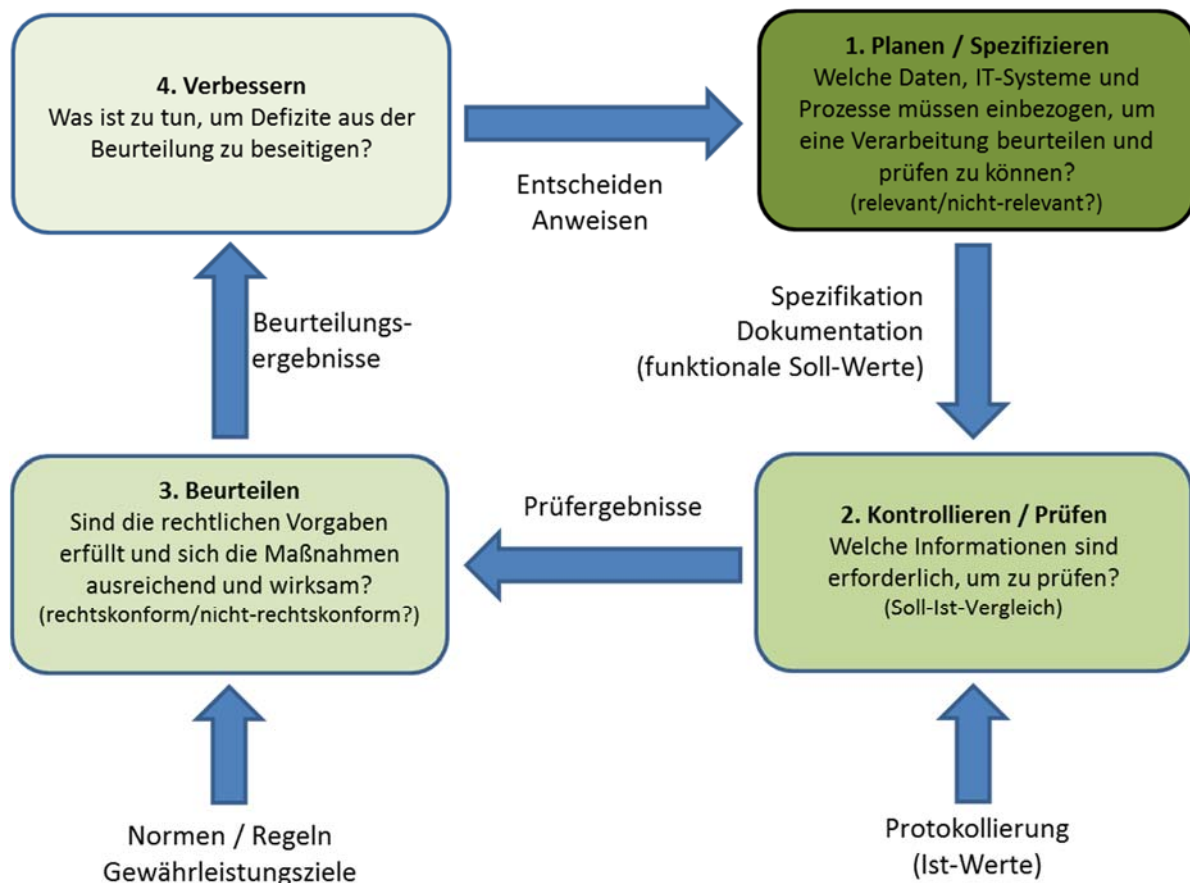 4. Verbessern
Was ist zu tun, um Defizite aus der
Beurteilung zu beseitigen?
Entscheiden
Anweisen
1. Planen / Spezifizieren
Welche Daten, IT-Systeme und
Prozesse müssen einbezogen, um
eine Verarbeitung beurteilen und
prüfen zu können?
(relevant/nicht-relevant?)
Spezifikation
Dokumentation
(funktionale Soll-Werte)
Beurteilungs-
ergebnisse
3. Beurteilen
Sind die rechtlichen Vorgaben
erfüllt und sich die Maßnahmen
ausreichend und wirksam?
(rechtskonform/nicht-rechtskonform?)
Prüfergebnisse
2. Kontrollieren / Prüfen
Welche Informationen sind
erforderlich, um zu prüfen?
(Soll-Ist-Vergleich)
Normen / Regeln
Gewährleistungsziele
Protokollierung
(Ist-Werte)